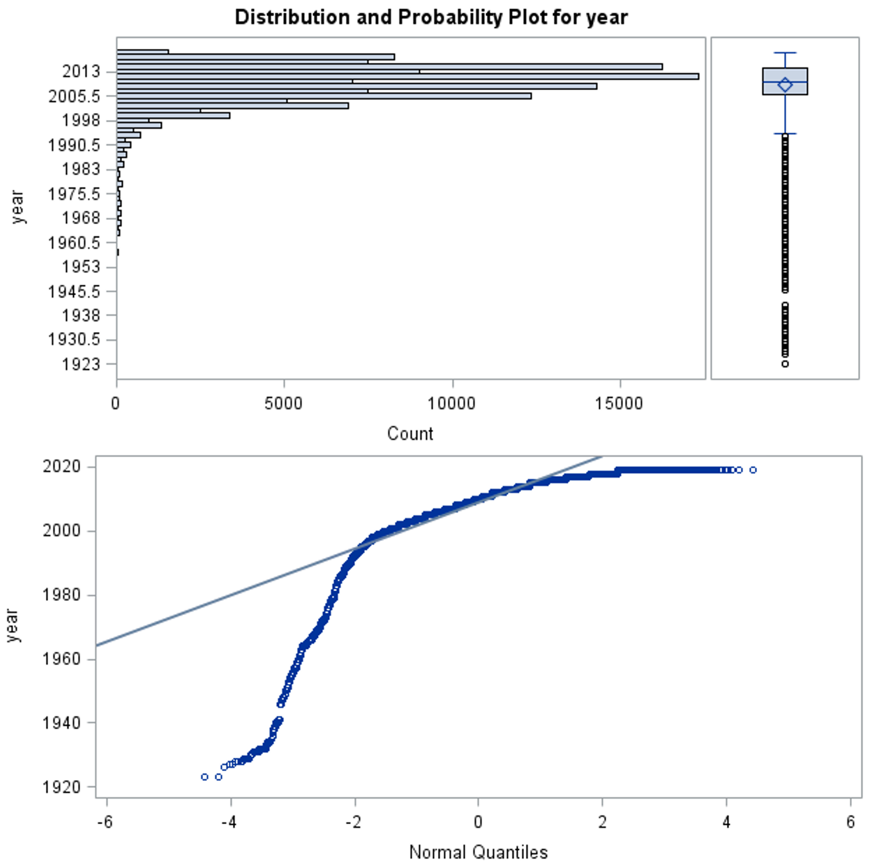 Distribution and Probability Plot for year
2013
2005.5
1998
1990.5
1983
1975.5
1968
1960.5
1953
1945.5
1938
1930.5
1923
year
0 5000 10000 15000
Count
2020
2000
1980
1960
1940
1920
year
-6 -4 -2 0 2 4 6
Normal Quantiles